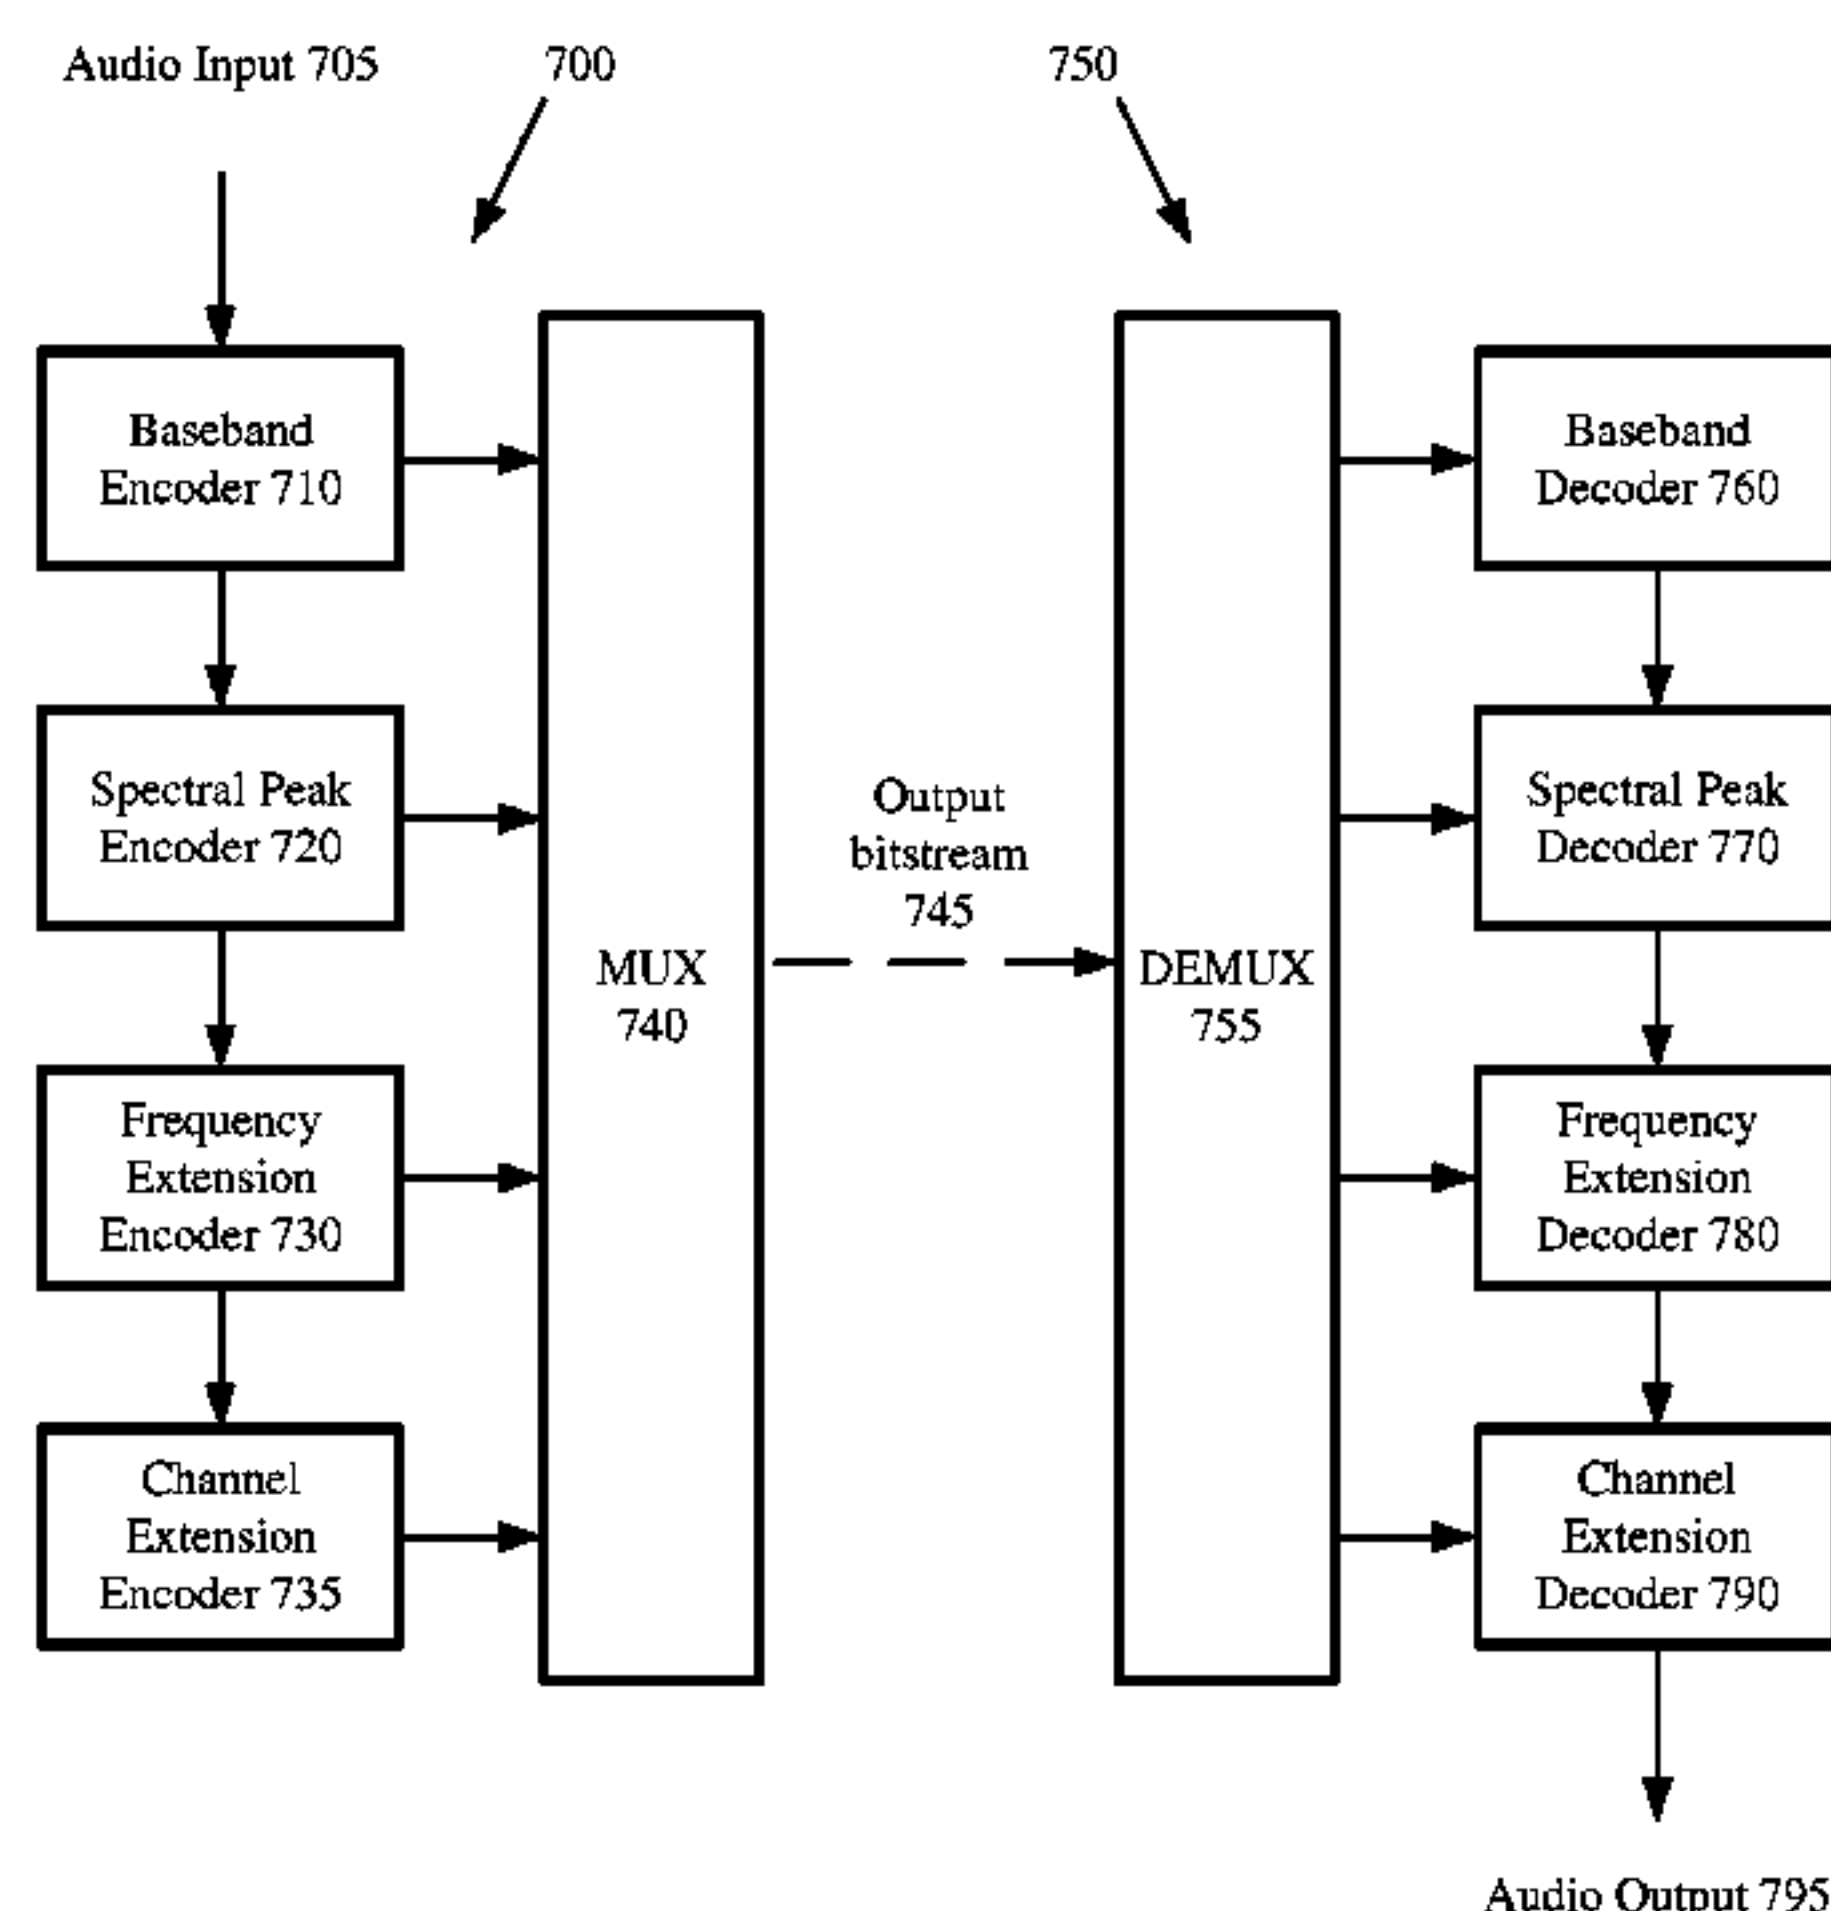 Audio Input 705
700
750
Baseband
Encoder 710
Spectral Peak
Encoder 720
Frequency
Extension
Encoder 730
Channel
Extension
Encoder 735
MUX
740
Output
bitstream
745
DEMUX
755
Baseband
Decoder 760
Spectral Peak
Decoder 770
Frequency
Extension
Decoder 780
Channel
Extension
Decoder 790
Audio Output 795